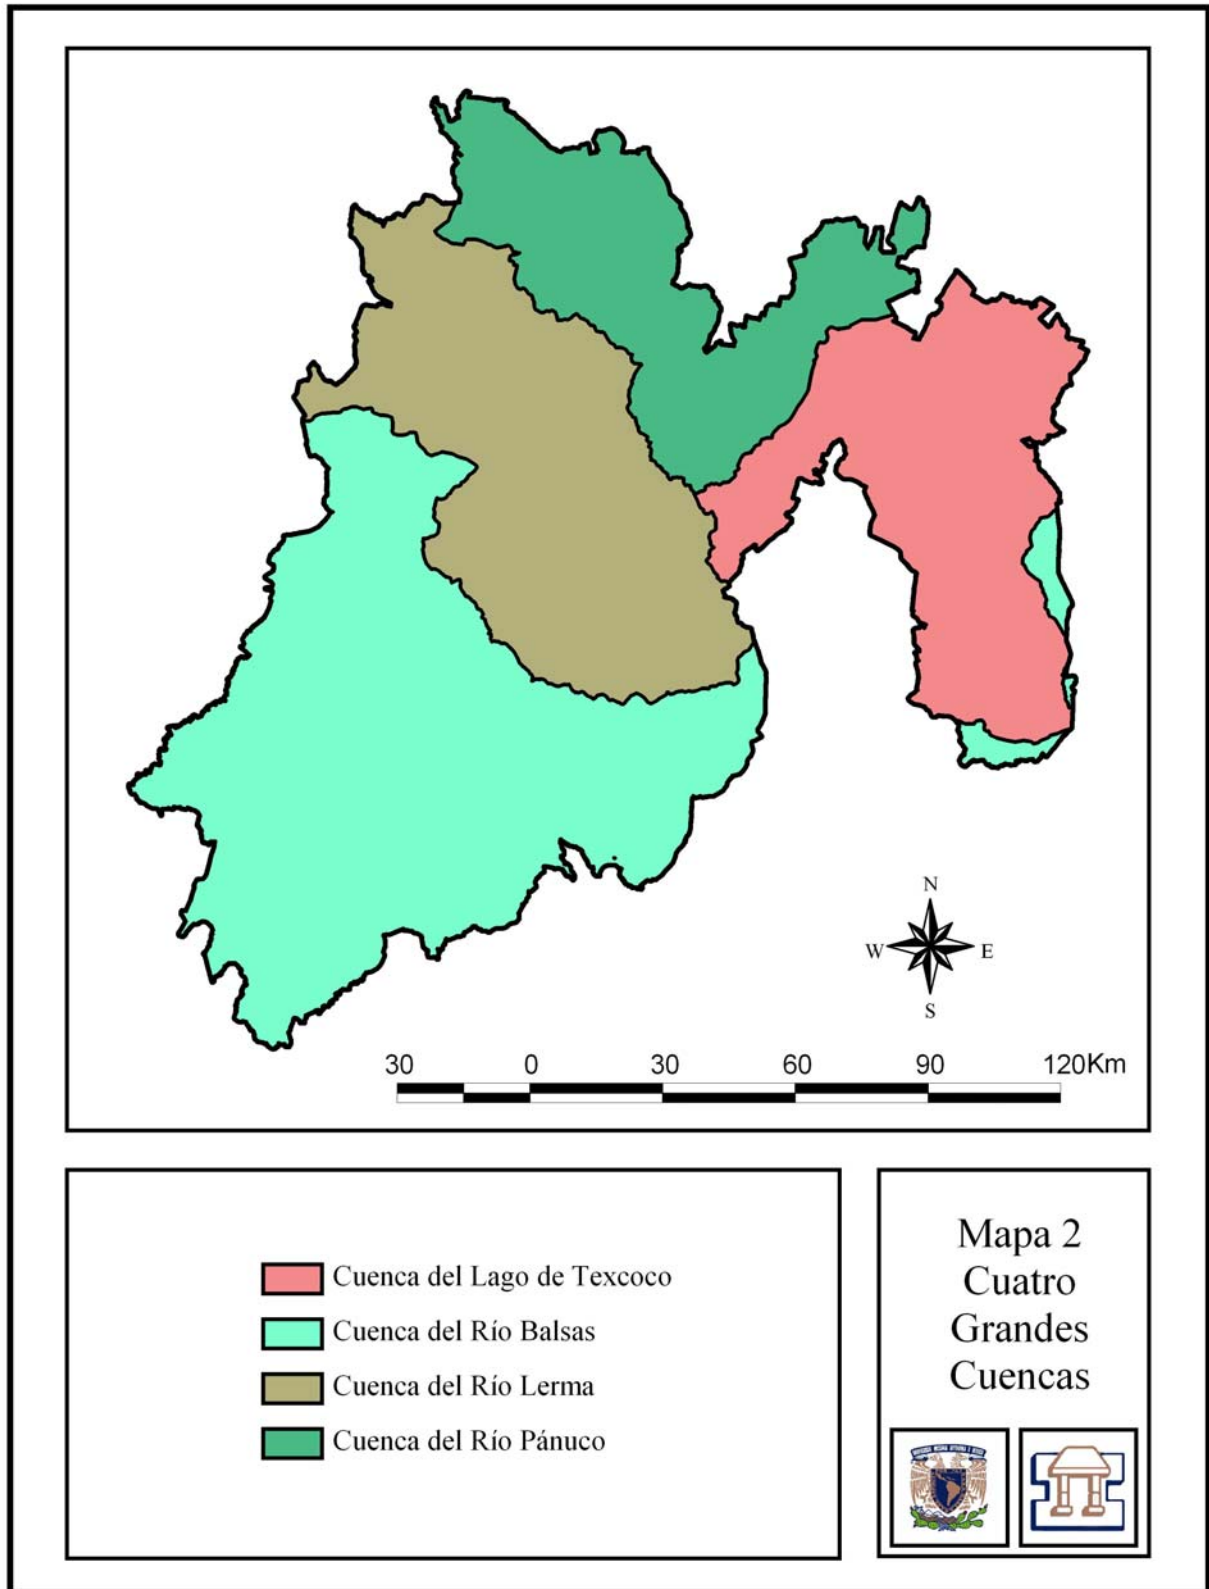 N
W E
S
30 0 30 60 90 120Km
Cuenca del Lago de Texcoco
Cuenca del Río Balsas
Cuenca del Río Lerma
Cuenca del Río Pánuco
Mapa 2
Cuatro
Grandes
Cuencas